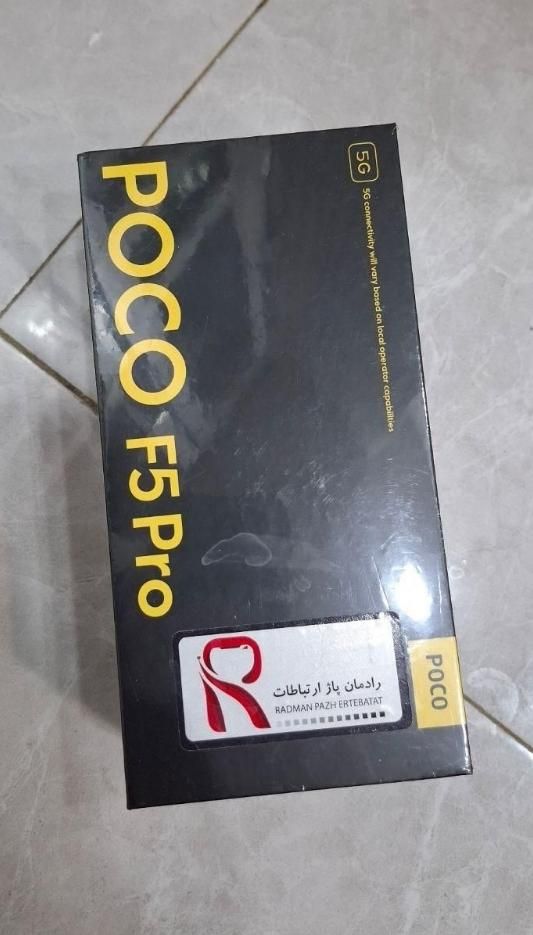 5G
5G connectivity will vary based on local operator capabilities
POCO F5 Pro
رادمان پاژ ارتباطات
RADMAN PAZH ERTEBATAT
POCO